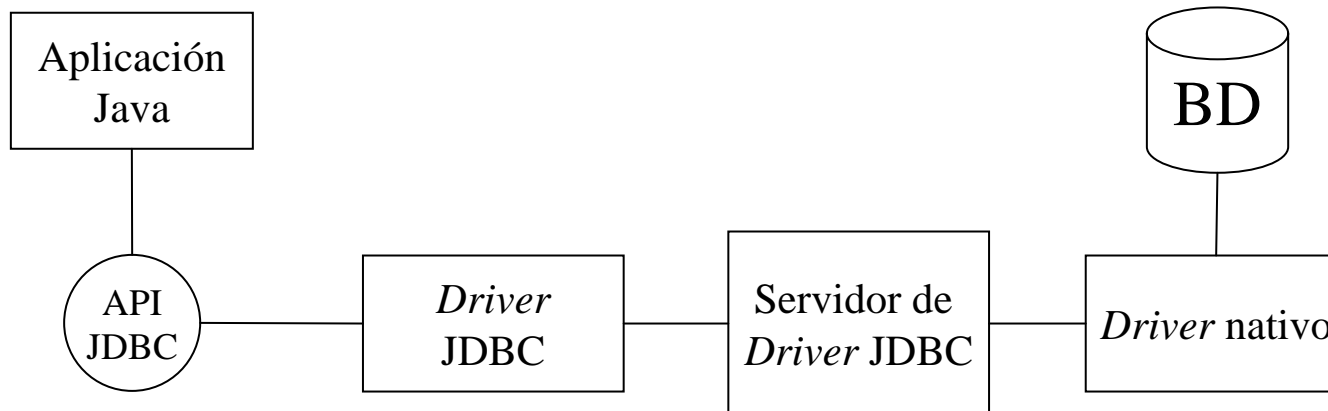 Aplicación
Java
BD
API
JDBC
Driver
JDBC
Servidor de
Driver JDBC
Driver nativo